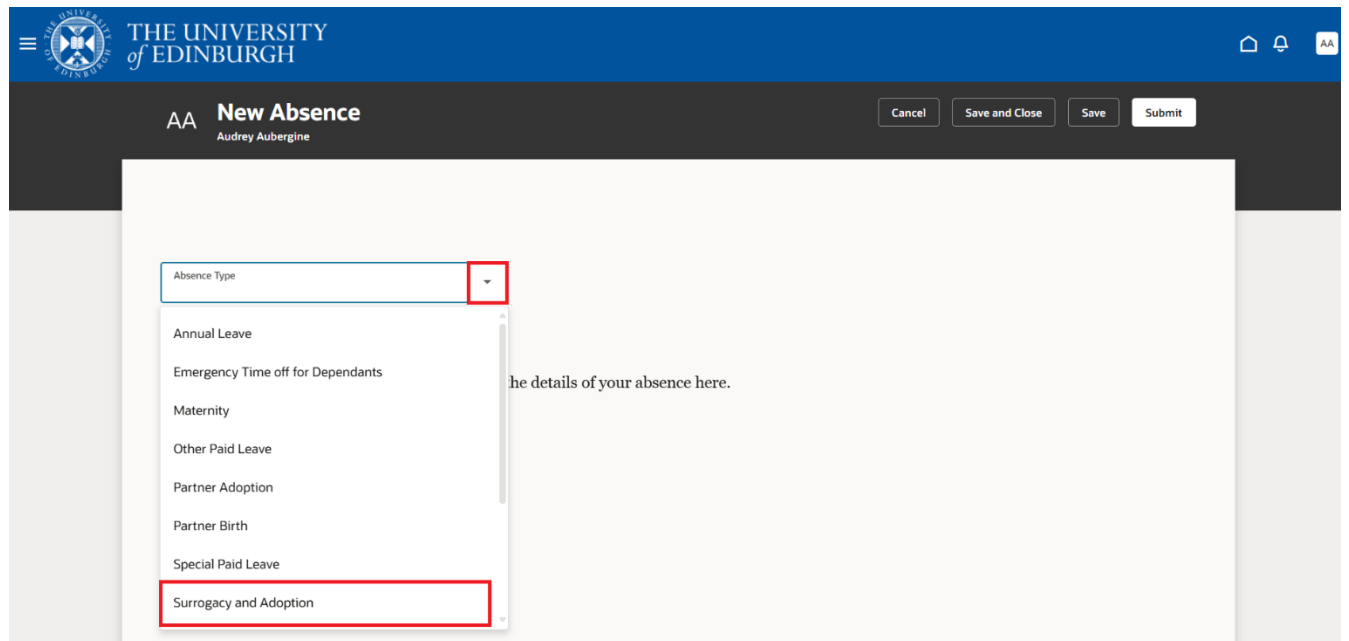 THE UNIVERSITY
of EDINBURGH
AA
AA
New Absence
Audrey Aubergine
Cancel
Save and Close
Save
Submit
Absence Type
Annual Leave
Emergency Time off for Dependants
the details of your absence here.
Maternity
Other Paid Leave
Partner Adoption
Partner Birth
Special Paid Leave
Surrogacy and Adoption